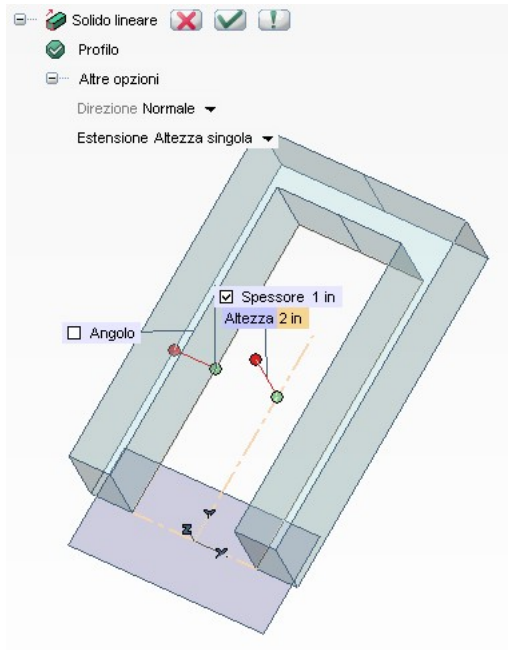 Solido lineare
Profilo
Altre opzioni
Direzione Normale
Estensione Altezza singola
Spessore 1 in
Altezza 2 in
Angolo
Z